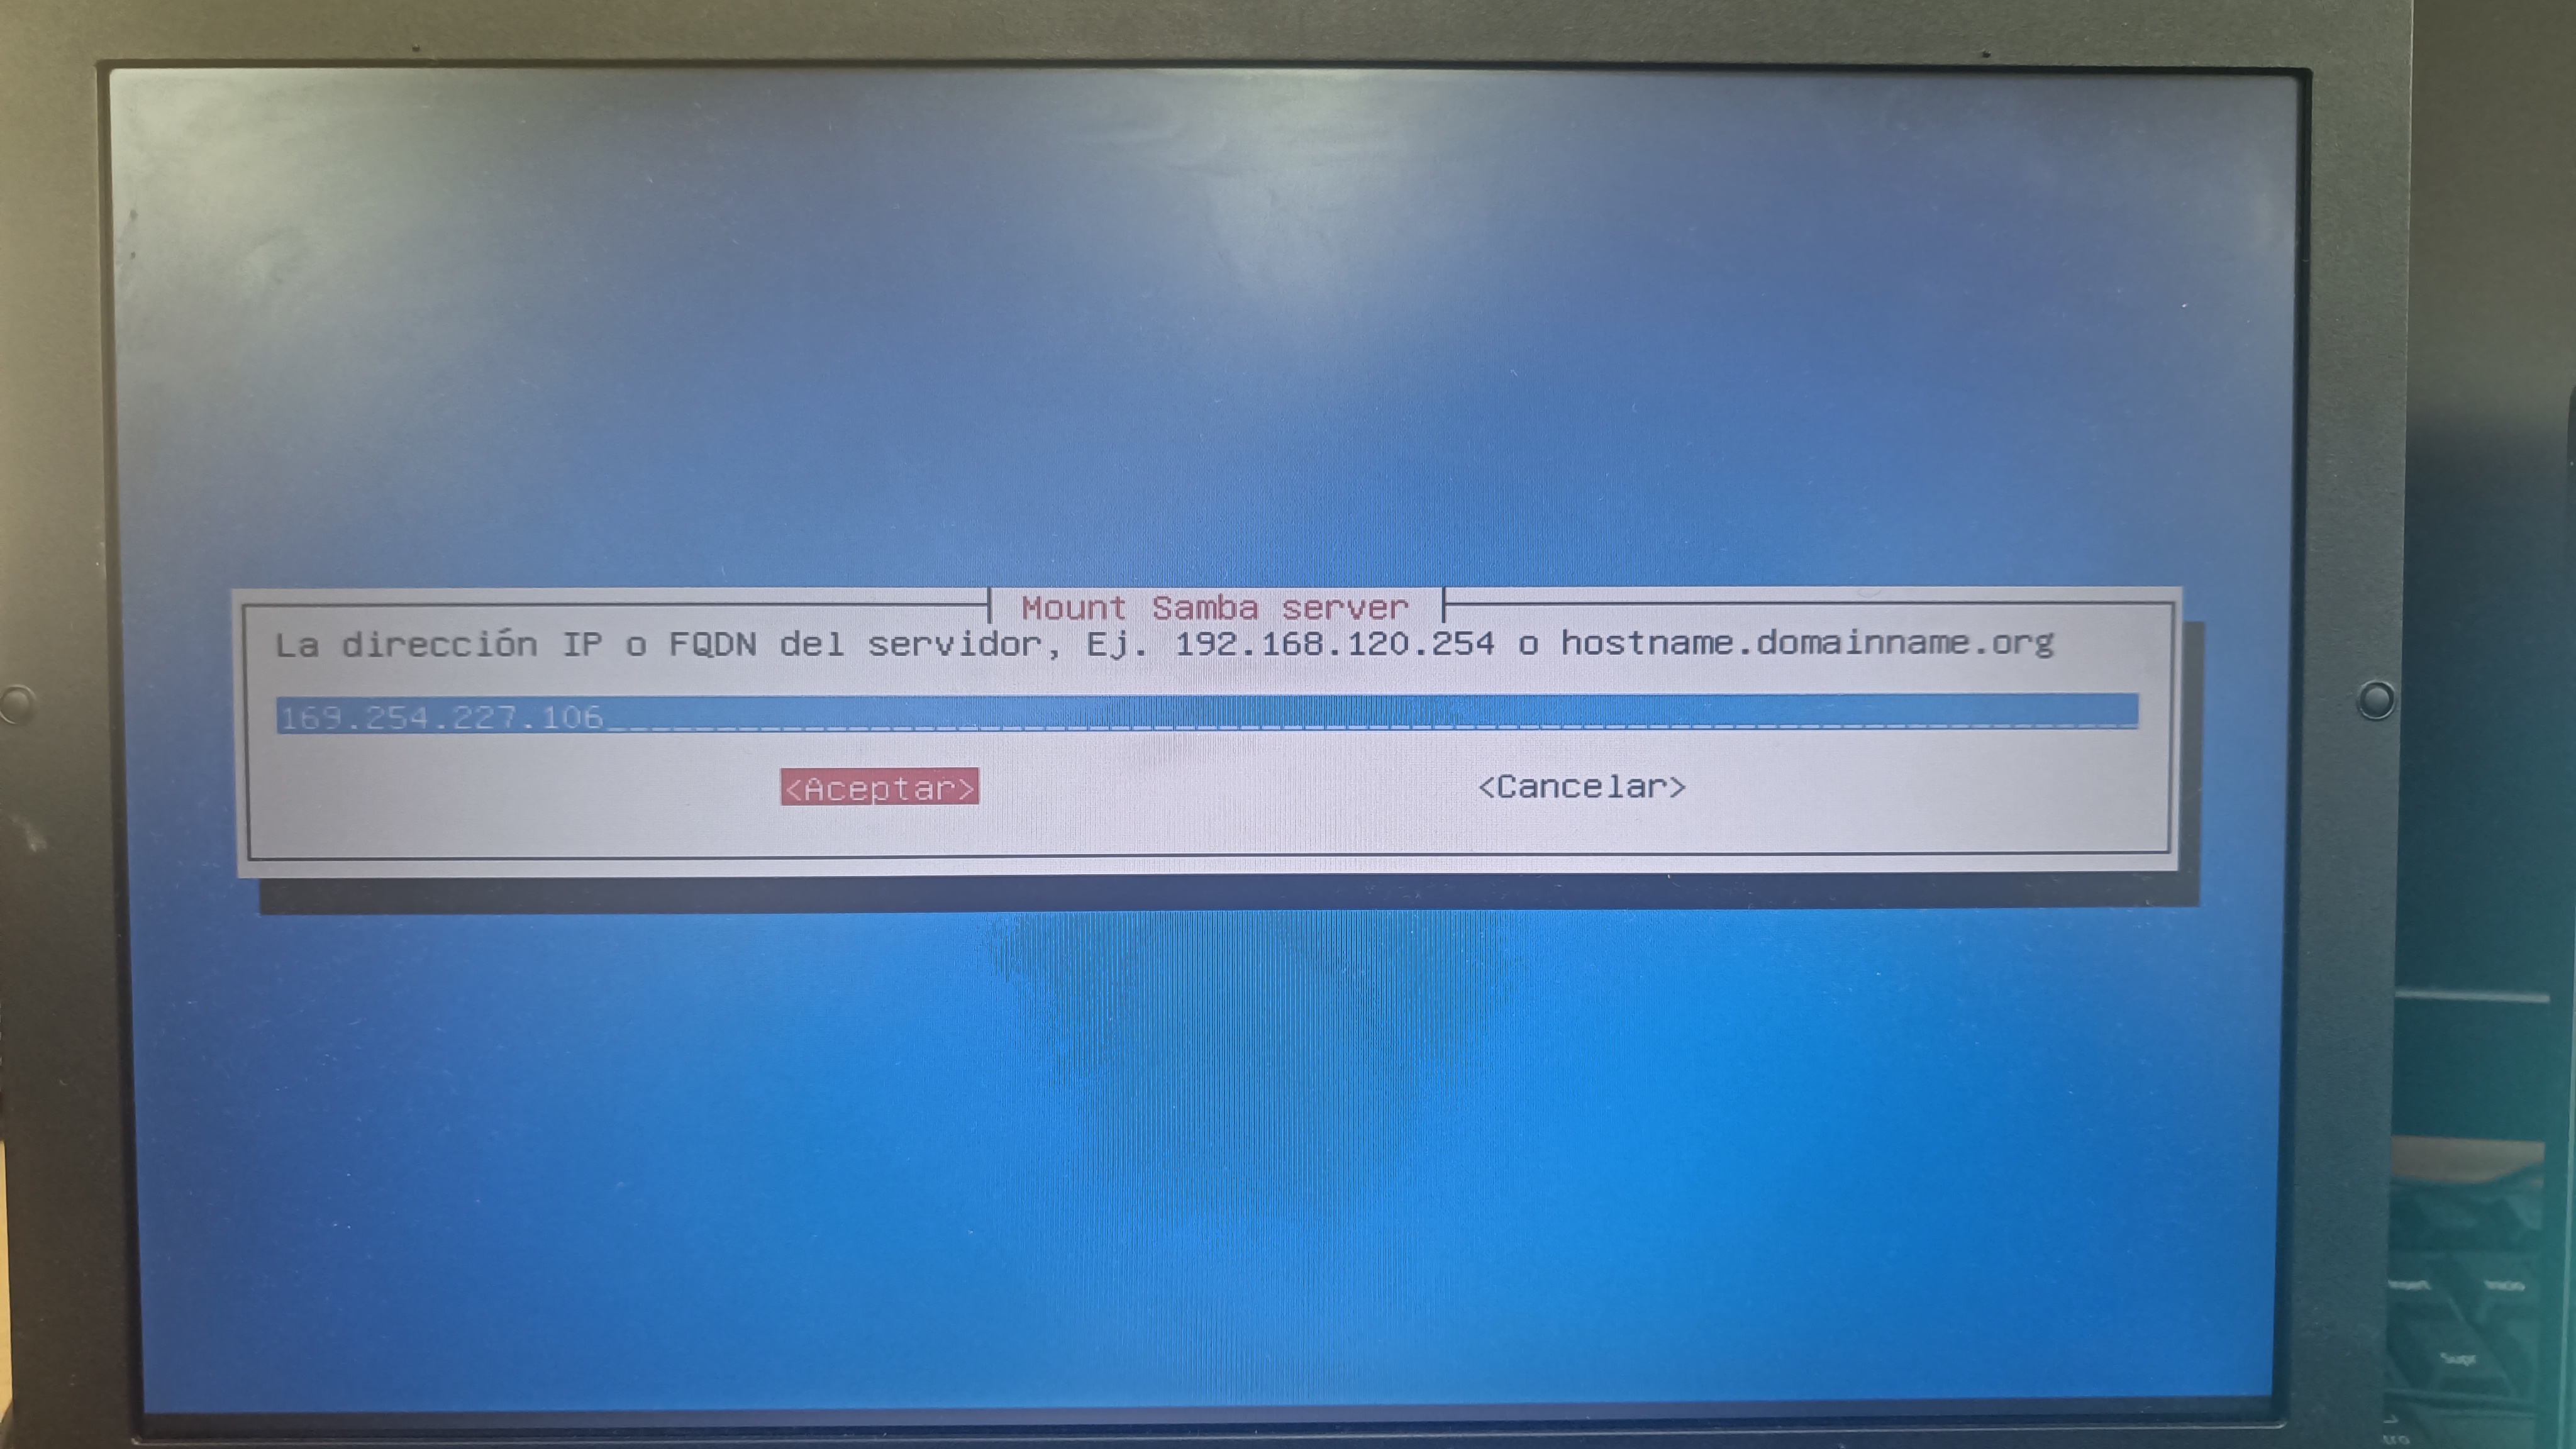 Mount Samba server
La dirección IP o FQDN del servidor, Ej. 192.168.120.254 o hostname.domainname.org
169.254.227.106
<Aceptar> <Cancelar>
Supr